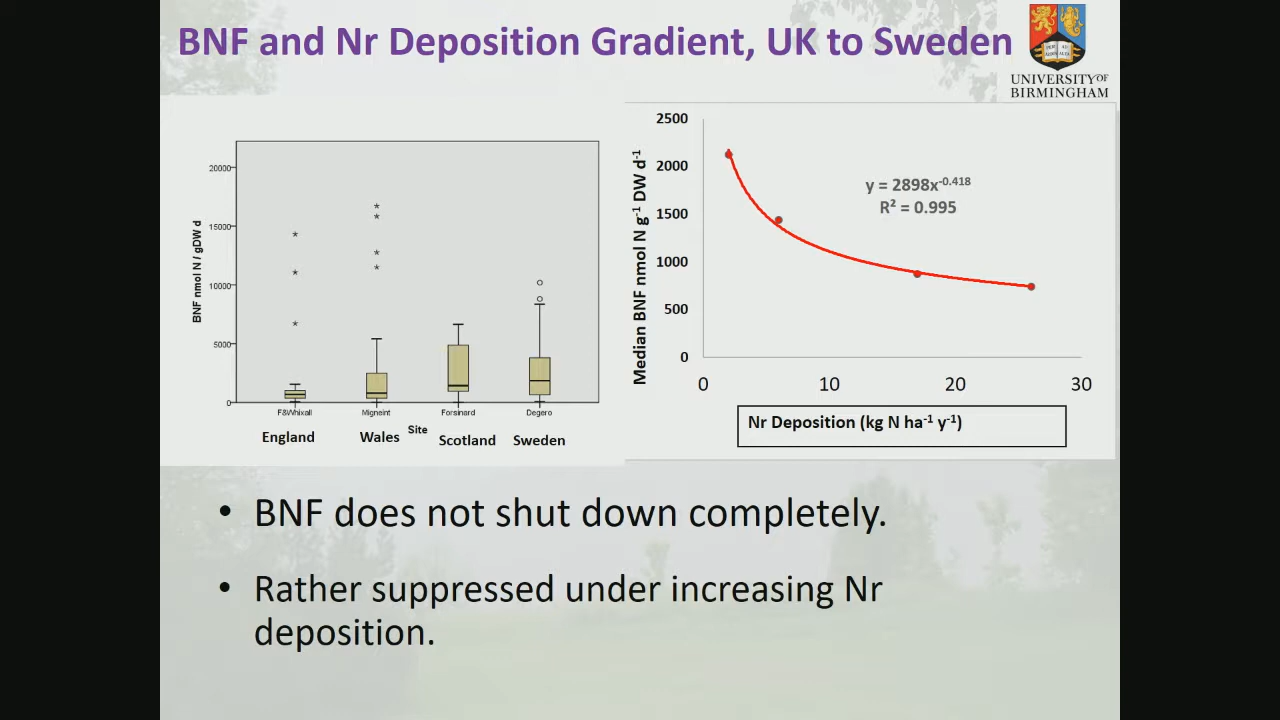 BNF and Nr Deposition Gradient, UK to Sweden
UNIVERSITY OF
BIRMINGHAM
BNF nmol N / gDW d
20000
15000
10000
5000
0
F&Whixall
Migneint
Forsinard
Degero
Site
England
Wales
Scotland
Sweden
Median BNF nmol N g-1 DW d-1
2500
2000
1500
1000
500
0
y = 2898x-0.418
R² = 0.995
0
10
20
30
Nr Deposition (kg N ha-1 y-1)
• BNF does not shut down completely.
• Rather suppressed under increasing Nr
deposition.